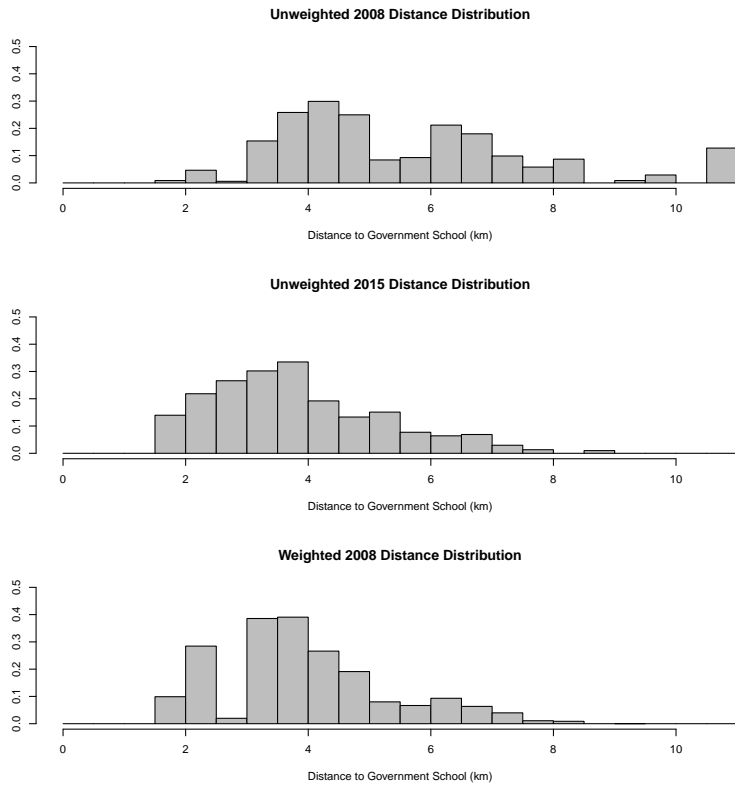 Unweighted 2008 Distance Distribution
0.5
0.4
0.3
0.2
0.1
0.0
0 2 4 6 8 10
Distance to Government School (km)
Unweighted 2015 Distance Distribution
0.5
0.4
0.3
0.2
0.1
0.0
0 2 4 6 8 10
Distance to Government School (km)
Weighted 2008 Distance Distribution
0.5
0.4
0.3
0.2
0.1
0.0
0 2 4 6 8 10
Distance to Government School (km)